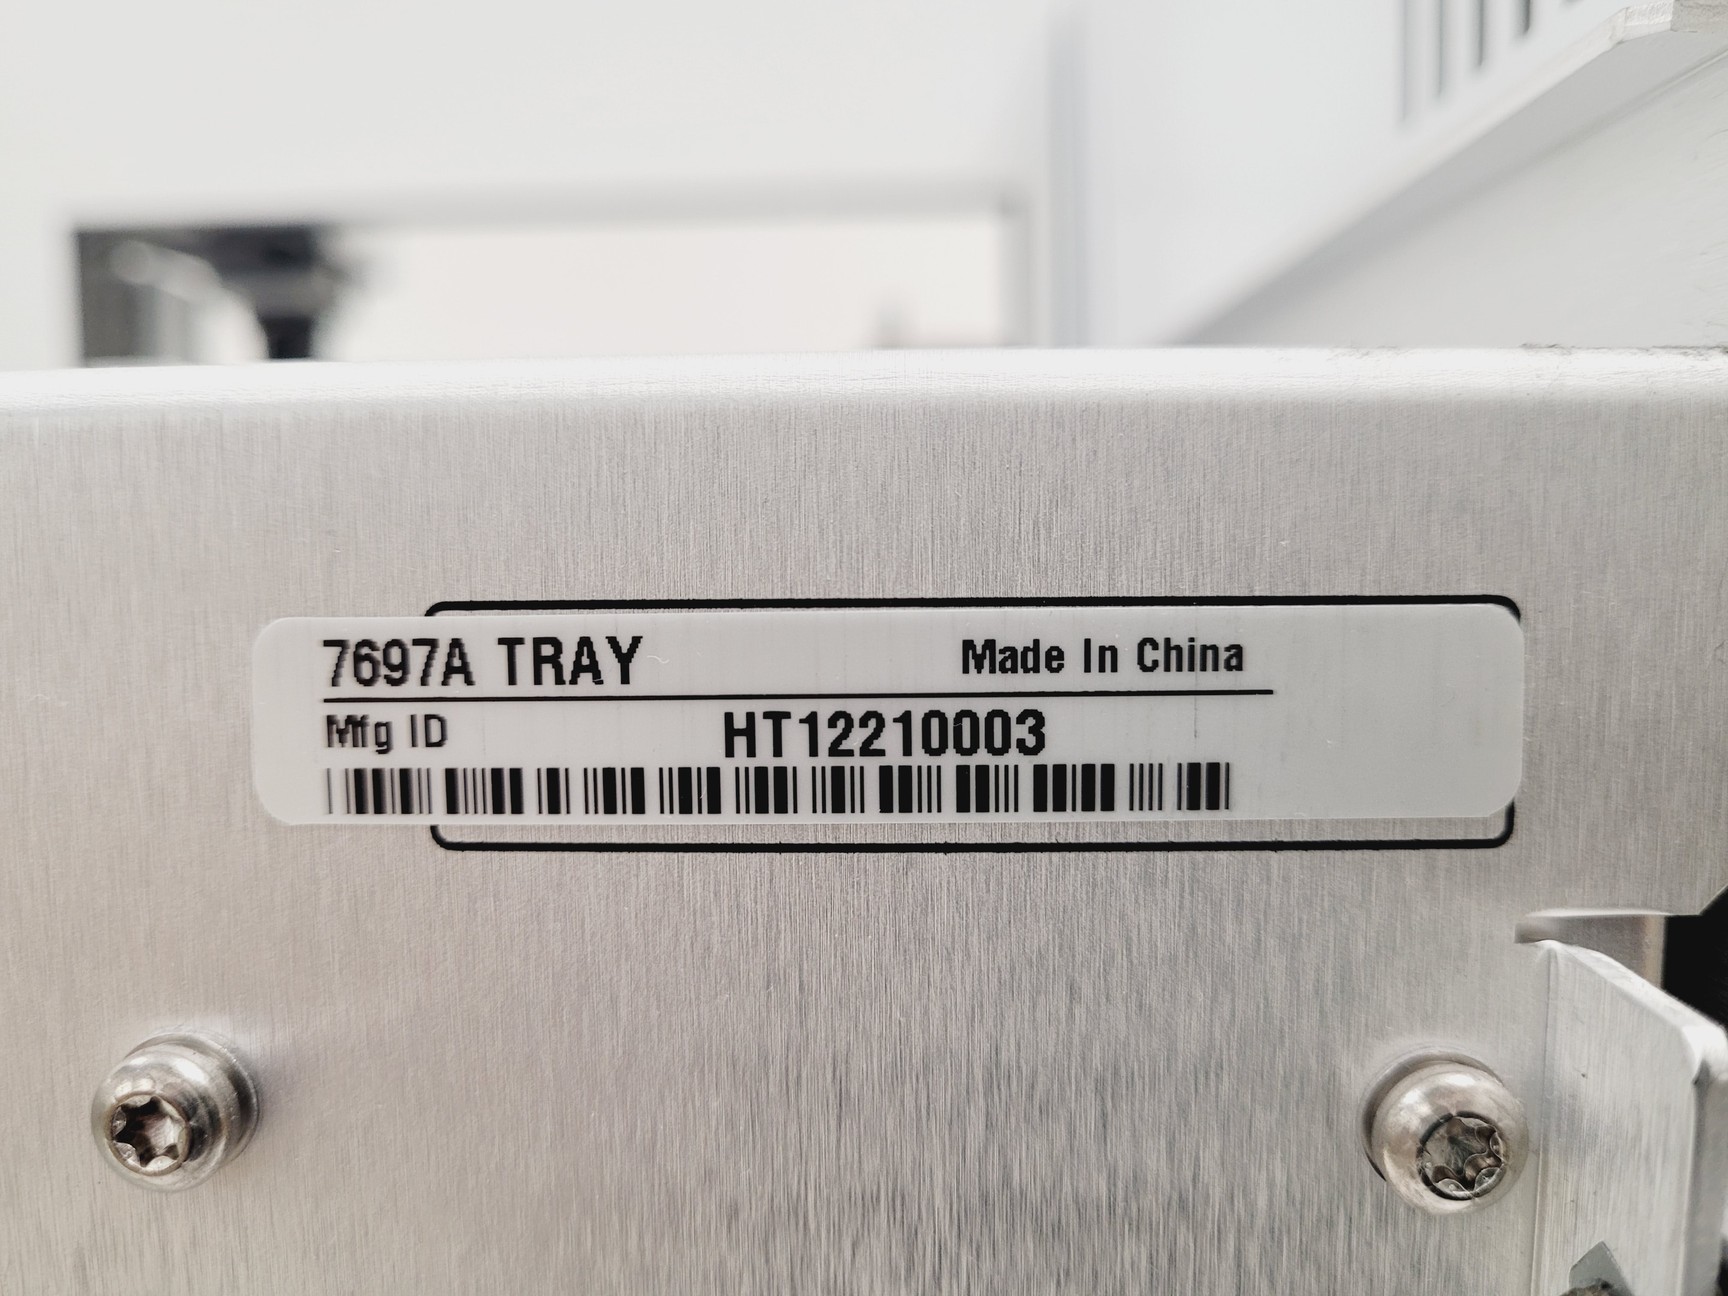 7697A TRAY Made In China
Mfg ID HT12210003